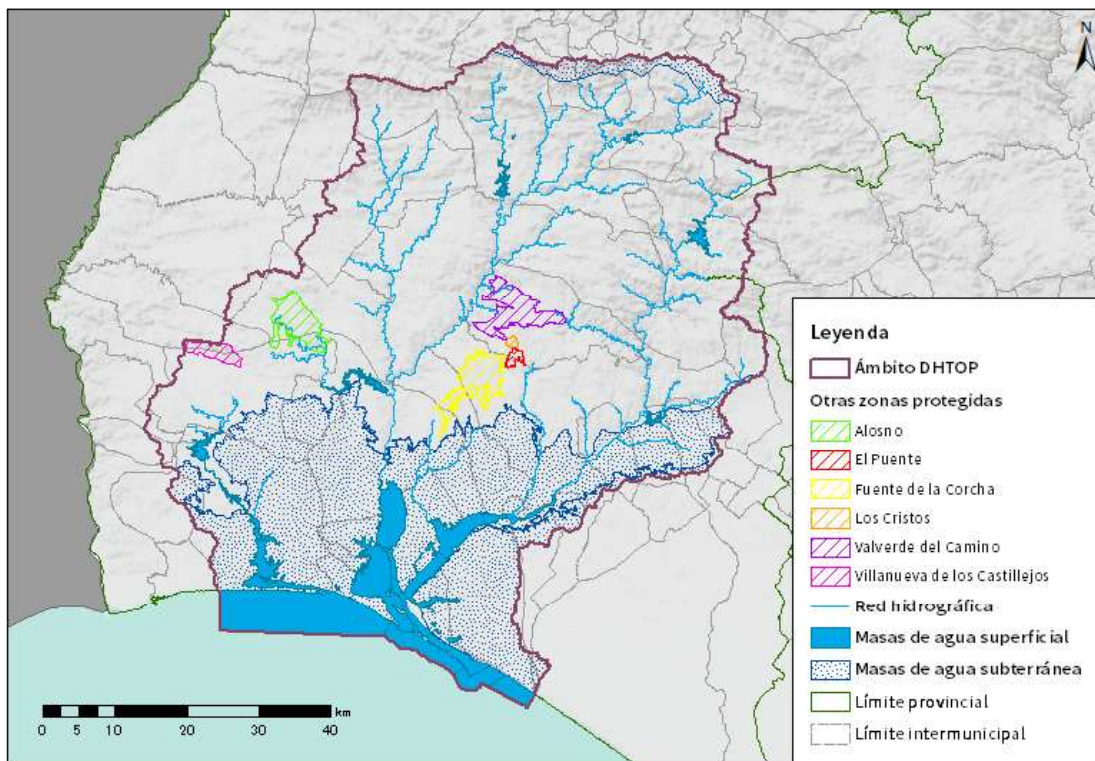 N
Leyenda
Ámbito DHTOP
Otras zonas protegidas
Alosno
El Puente
Fuente de la Corcha
Los Cristos
Valverde del Camino
Villanueva de los Castillejos
Red hidrográfica
Masas de agua superficial
Masas de agua subterránea
Límite provincial
Límite intermunicipal
km
0 5 10 20 30 40